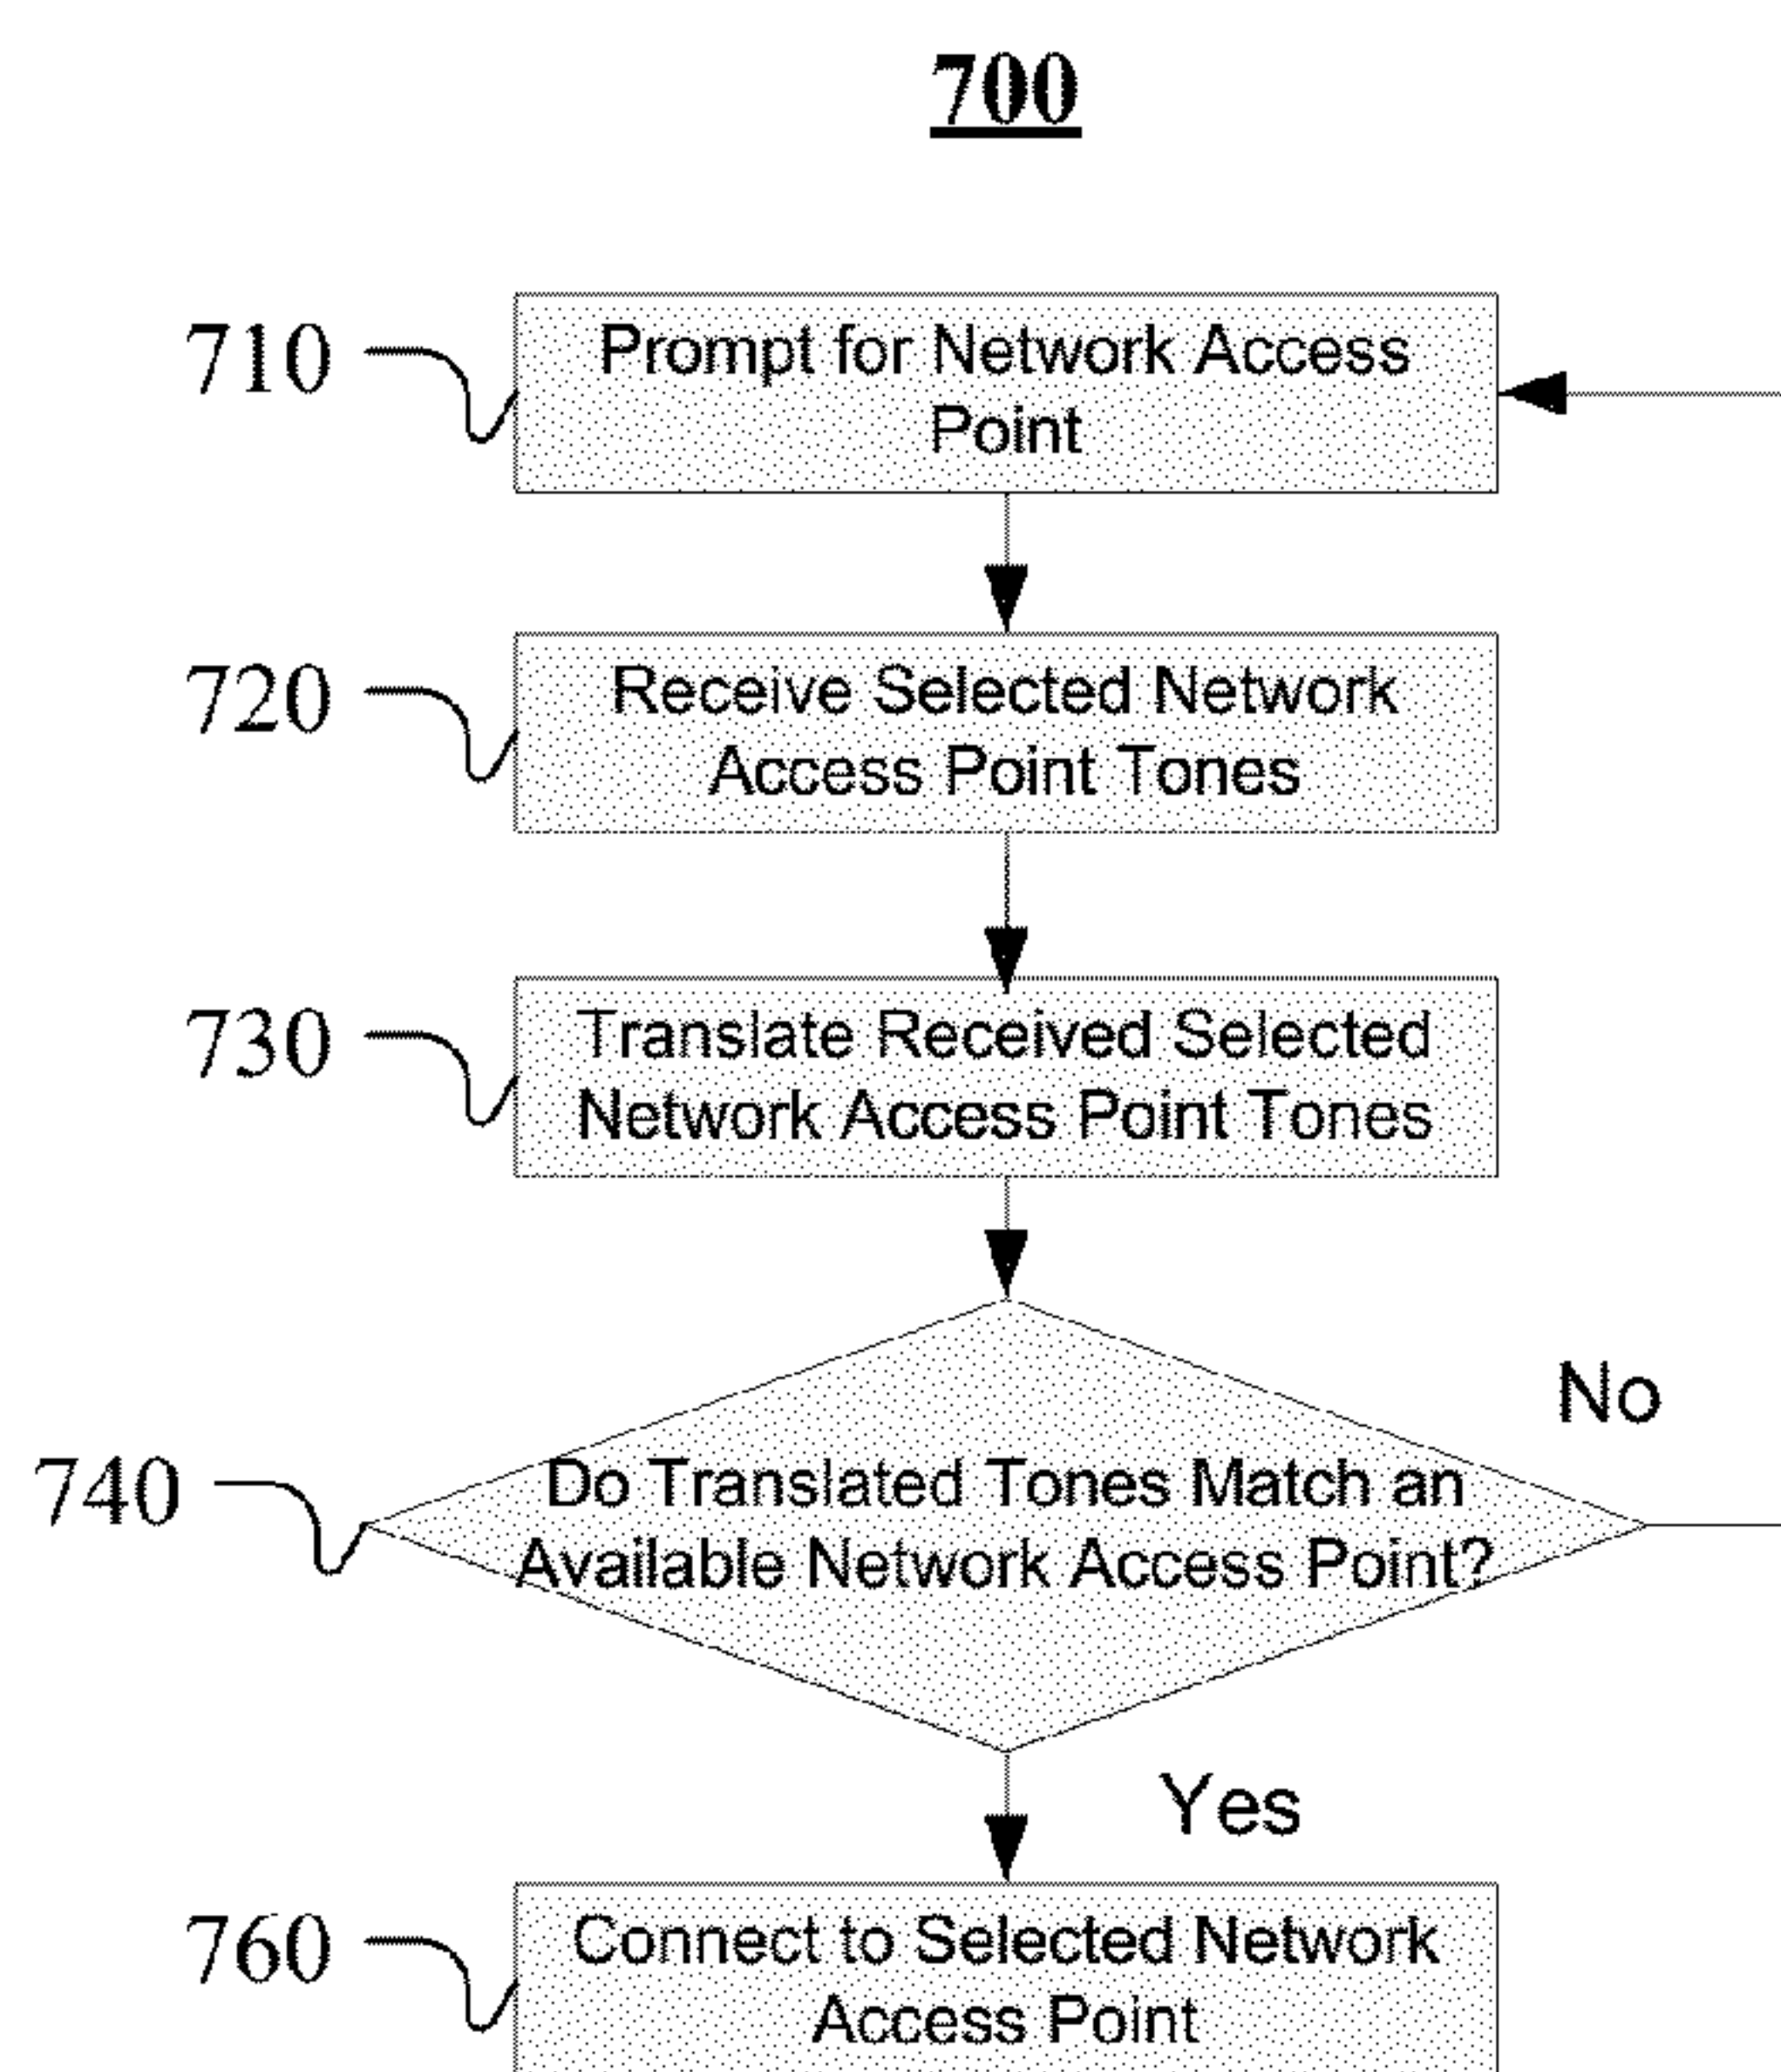 700
710
Prompt for Network Access
Point
720
Receive Selected Network
Access Point Tones
730
Translate Received Selected
Network Access Point Tones
No
740
Do Translated Tones Match an
Available Network Access Point?
Yes
760
Connect to Selected Network
Access Point